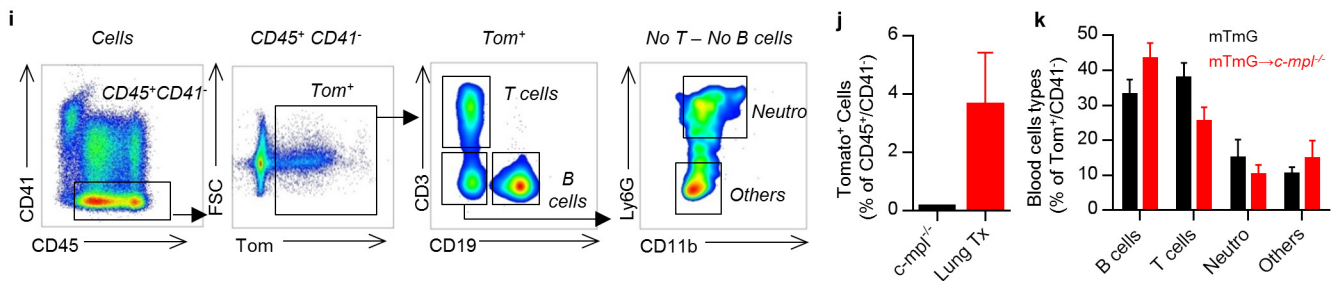 i
Cells
CD45+ CD41-
Tom+
No T – No B cells
CD45+CD41-
CD41
CD45
Tom+
FSC
Tom
T cells
B
cells
CD3
CD19
Neutro
Others
Ly6G
CD11b
j
Tomato+ Cells
(% of CD45+/CD41-)
6
4
2
0
c-mpl-/-
Lung Tx
k
mTmG
mTmG→c-mpl-/-
Blood cells types
(% of Tom+/CD41-)
50
40
30
20
10
0
B cells
T cells
Neutro
Others